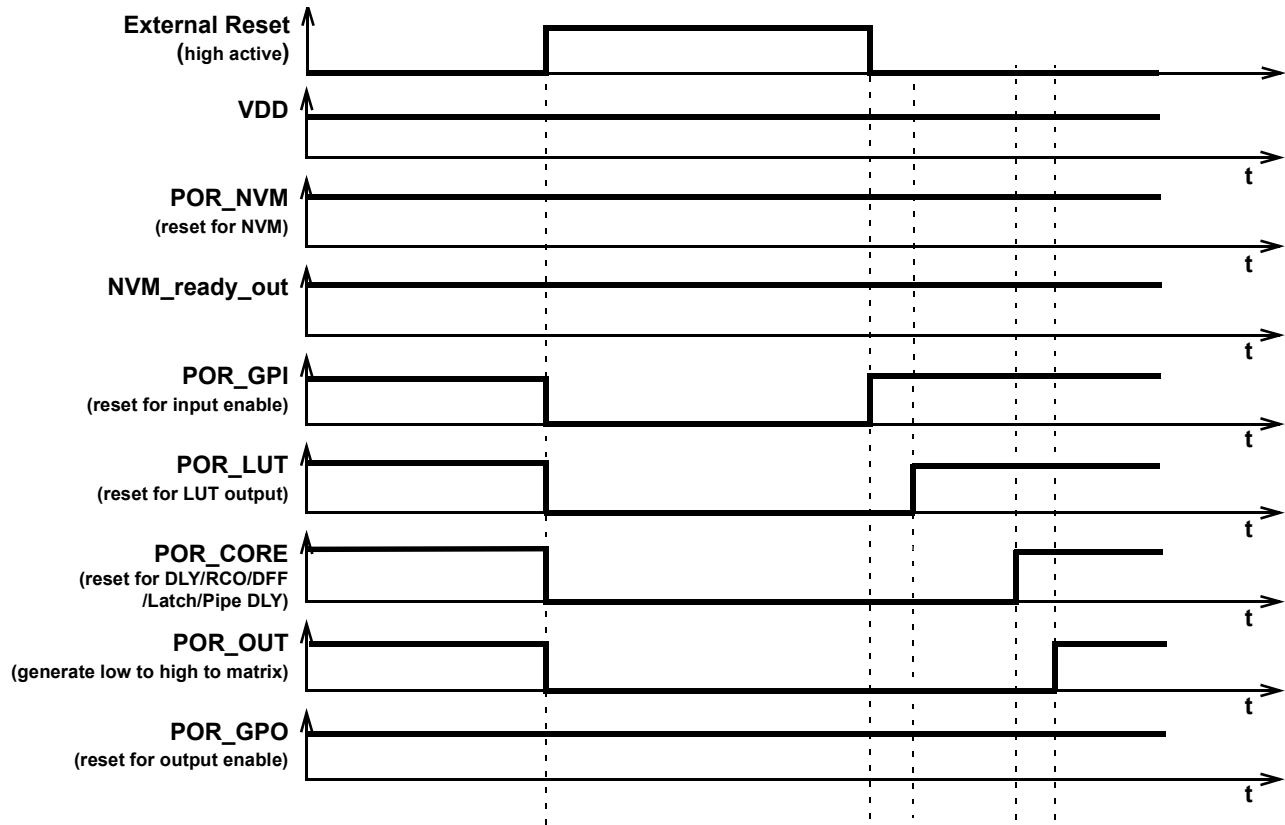 External Reset
(high active)
VDD
t
POR_NVM
(reset for NVM)
t
NVM_ready_out
t
POR_GPI
(reset for input enable)
t
POR_LUT
(reset for LUT output)
t
POR_CORE
(reset for DLY/RCO/DFF
/Latch/Pipe DLY)
t
POR_OUT
(generate low to high to matrix)
t
POR_GPO
(reset for output enable)
t